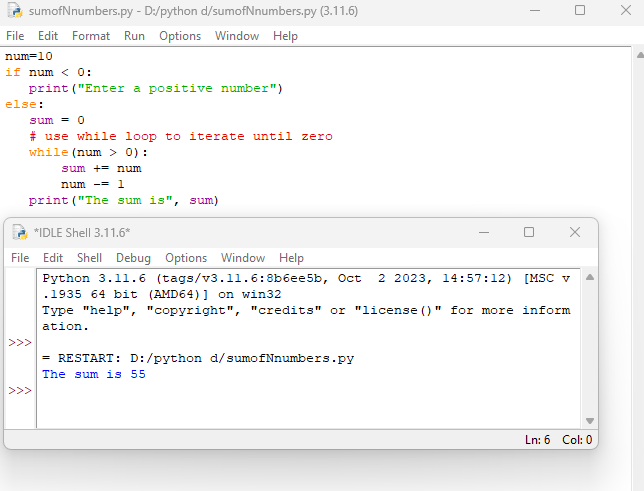 sumofNnumbers.py - D:/python d/sumofNnumbers.py (3.11.6)
File Edit Format Run Options Window Help
num=10
if num < 0:
   print("Enter a positive number")
else:
   sum = 0
   # use while loop to iterate until zero
   while(num > 0):
       sum += num
       num -= 1
   print("The sum is", sum)
*IDLE Shell 3.11.6*
File Edit Shell Debug Options Window Help
Python 3.11.6 (tags/v3.11.6:8b6ee5b, Oct  2 2023, 14:57:12) [MSC v
.1935 64 bit (AMD64)] on win32
Type "help", "copyright", "credits" or "license()" for more inform
ation.
>>>
= RESTART: D:/python d/sumofNnumbers.py
The sum is 55
>>>
Ln: 6 Col: 0